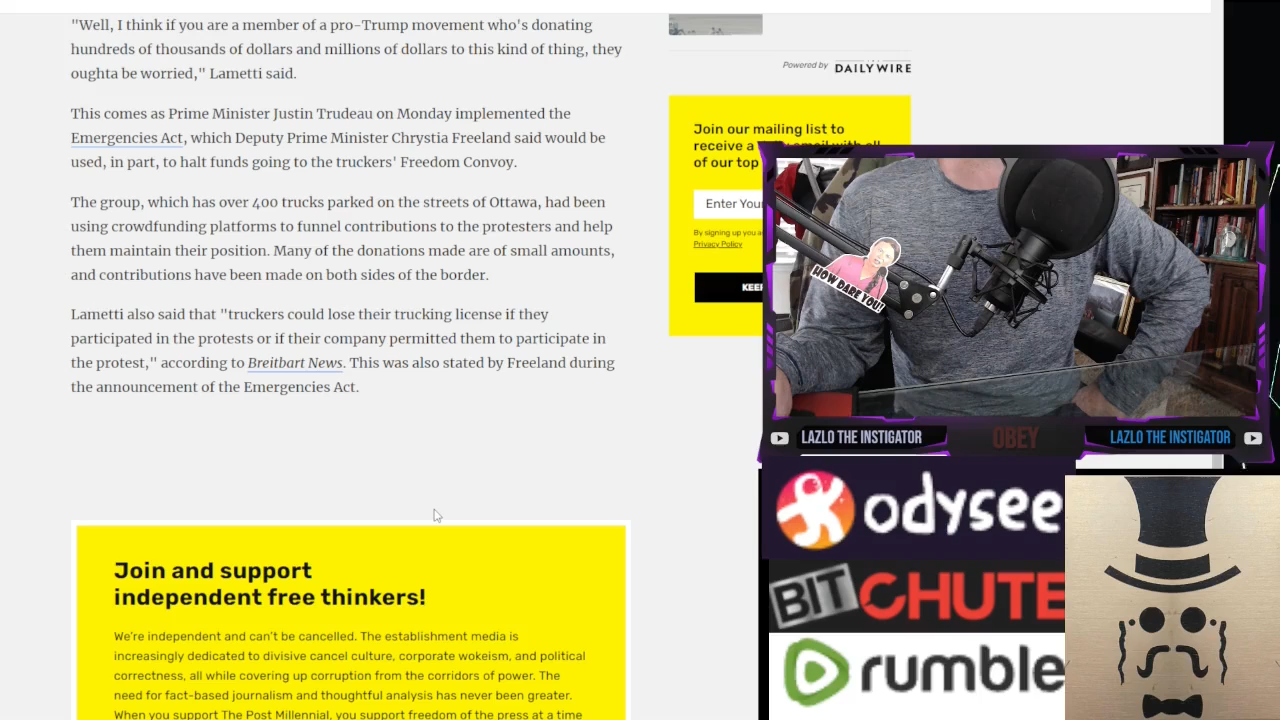 "Well, I think if you are a member of a pro-Trump movement who's donating
hundreds of thousands of dollars and millions of dollars to this kind of thing, they
oughta be worried," Lametti said.
This comes as Prime Minister Justin Trudeau on Monday implemented the
Emergencies Act, which Deputy Prime Minister Chrystia Freeland said would be
used, in part, to halt funds going to the truckers' Freedom Convoy.
The group, which has over 400 trucks parked on the streets of Ottawa, had been
using crowdfunding platforms to funnel contributions to the protesters and help
them maintain their position. Many of the donations made are of small amounts,
and contributions have been made on both sides of the border.
Lametti also said that "truckers could lose their trucking license if they
participated in the protests or if their company permitted them to participate in
the protest," according to Breitbart News. This was also stated by Freeland during
the announcement of the Emergencies Act.
Join and support
independent free thinkers!
We're independent and can't be cancelled. The establishment media is
increasingly dedicated to divisive cancel culture, corporate wokeism, and political
correctness, all while covering up corruption from the corridors of power. The
need for fact-based journalism and thoughtful analysis has never been greater.
When you support The Post Millennial, you support freedom of the press at a time
Powered by DAILYWIRE
Join our mailing list to
receive a
of our top
Enter
By signing up you
Privacy Policy
HOW DARE YOU!
LAZLO THE INSTIGATOR
OBEY
LAZLO THE INSTIGATOR
odysee
BITCHUTE
rumble